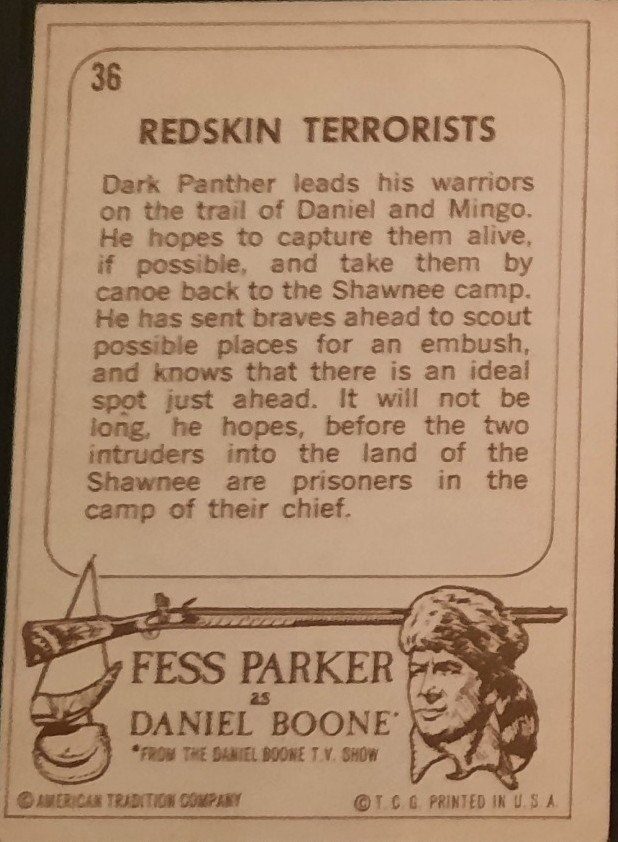 36
REDSKIN TERRORISTS
Dark Panther leads his warriors
on the trail of Daniel and Mingo.
He hopes to capture them alive,
if possible, and take them by
canoe back to the Shawnee camp.
He has sent braves ahead to scout
possible places for an embush,
and knows that there is an ideal
spot just ahead. It will not be
long, he hopes, before the two
intruders into the land of the
Shawnee are prisoners in the
camp of their chief.
FESS PARKER
as
DANIEL BOONE*
*FROM THE DANIEL BOONE T.V. SHOW
© AMERICAN TRADITION COMPANY
© T. C. G. PRINTED IN U. S. A.